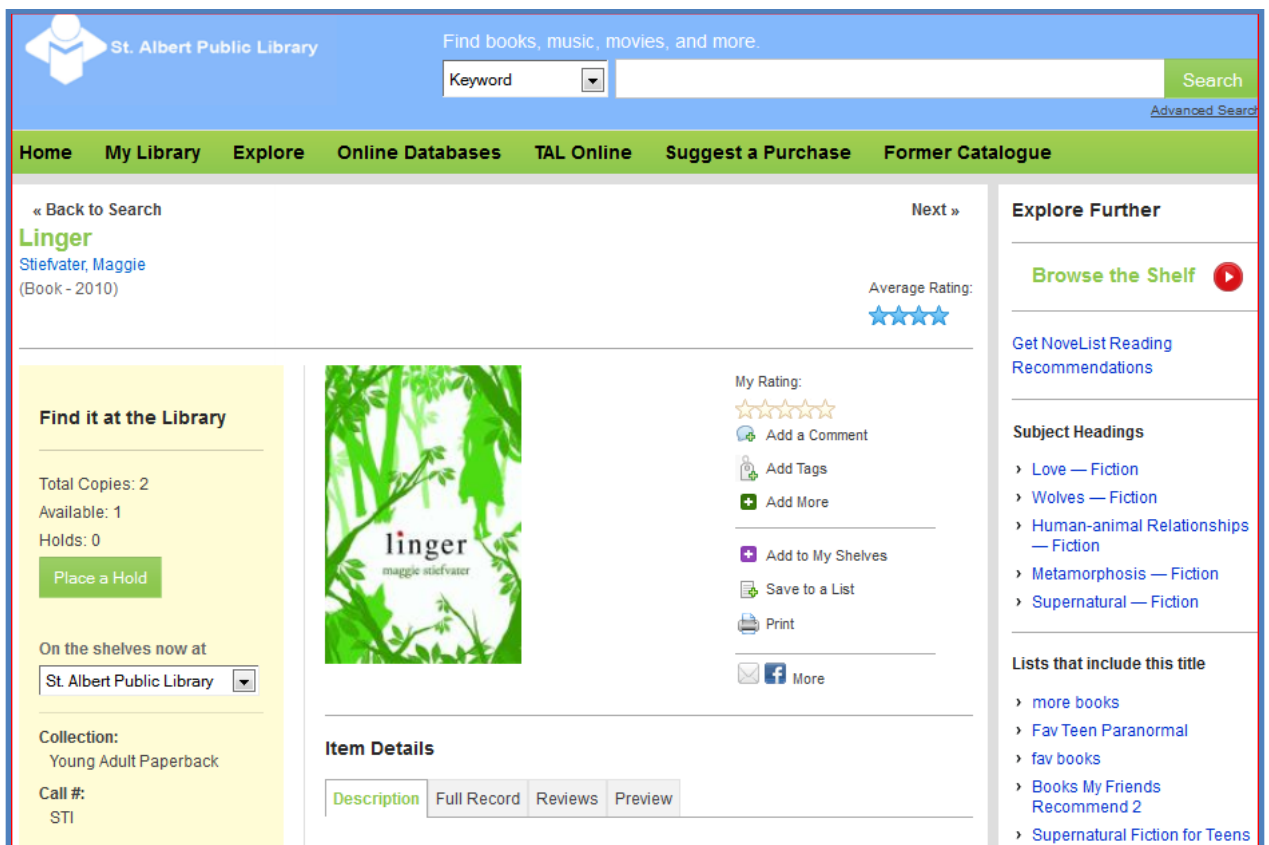 St. Albert Public Library
Find books, music, movies, and more.
Keyword
Search
Advanced Search
Home My Library Explore Online Databases TAL Online Suggest a Purchase Former Catalogue
« Back to Search
Next »
Linger
Stiefvater, Maggie
(Book - 2010)
Average Rating:
Find it at the Library
Total Copies: 2
Available: 1
Holds: 0
Place a Hold
On the shelves now at
St. Albert Public Library
Collection:
Young Adult Paperback
Call #:
STI
linger
maggie stiefvater
My Rating:
Add a Comment
Add Tags
Add More
Add to My Shelves
Save to a List
Print
More
Item Details
Description Full Record Reviews Preview
Explore Further
Browse the Shelf
Get NoveList Reading
Recommendations
Subject Headings
› Love — Fiction
› Wolves — Fiction
› Human-animal Relationships
— Fiction
› Metamorphosis — Fiction
› Supernatural — Fiction
Lists that include this title
› more books
› Fav Teen Paranormal
› fav books
› Books My Friends
Recommend 2
› Supernatural Fiction for Teens